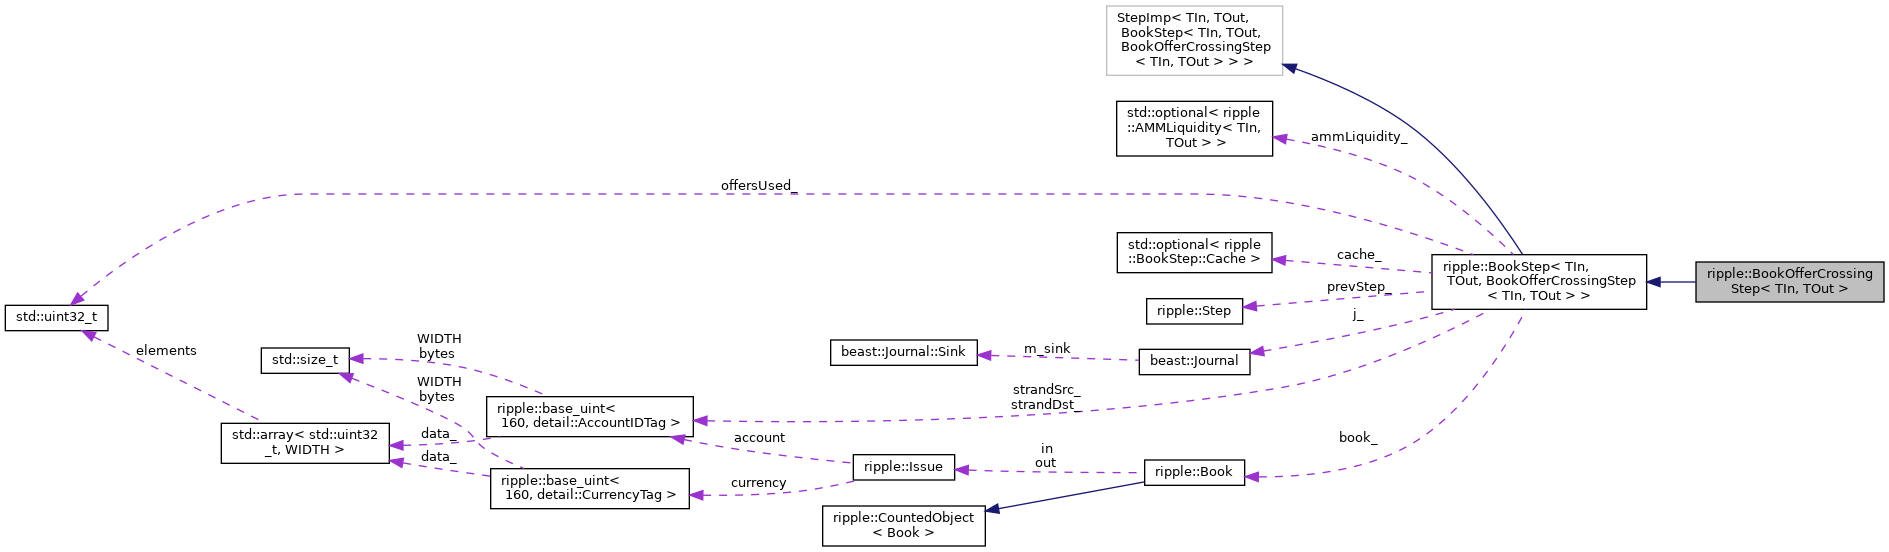 StepImp< TIn, TOut,
BookStep< TIn, TOut,
BookOfferCrossingStep
< TIn, TOut > > >
std::optional< ripple
::AMMLiquidity< TIn,
TOut > >
ammLiquidity_
offersUsed_
std::optional< ripple
::BookStep::Cache >
cache_
ripple::BookStep< TIn,
TOut, BookOfferCrossingStep
< TIn, TOut > >
ripple::BookOfferCrossing
Step< TIn, TOut >
prevStep_
ripple::Step
j_
std::uint32_t
elements
std::size_t
WIDTH
bytes
beast::Journal::Sink
m_sink
beast::Journal
WIDTH
bytes
strandSrc_
strandDst_
ripple::base_uint<
160, detail::AccountIDTag >
std::array< std::uint32
_t, WIDTH >
data_
data_
account
book_
in
out
ripple::Issue
ripple::Book
ripple::base_uint<
160, detail::CurrencyTag >
currency
ripple::CountedObject
< Book >